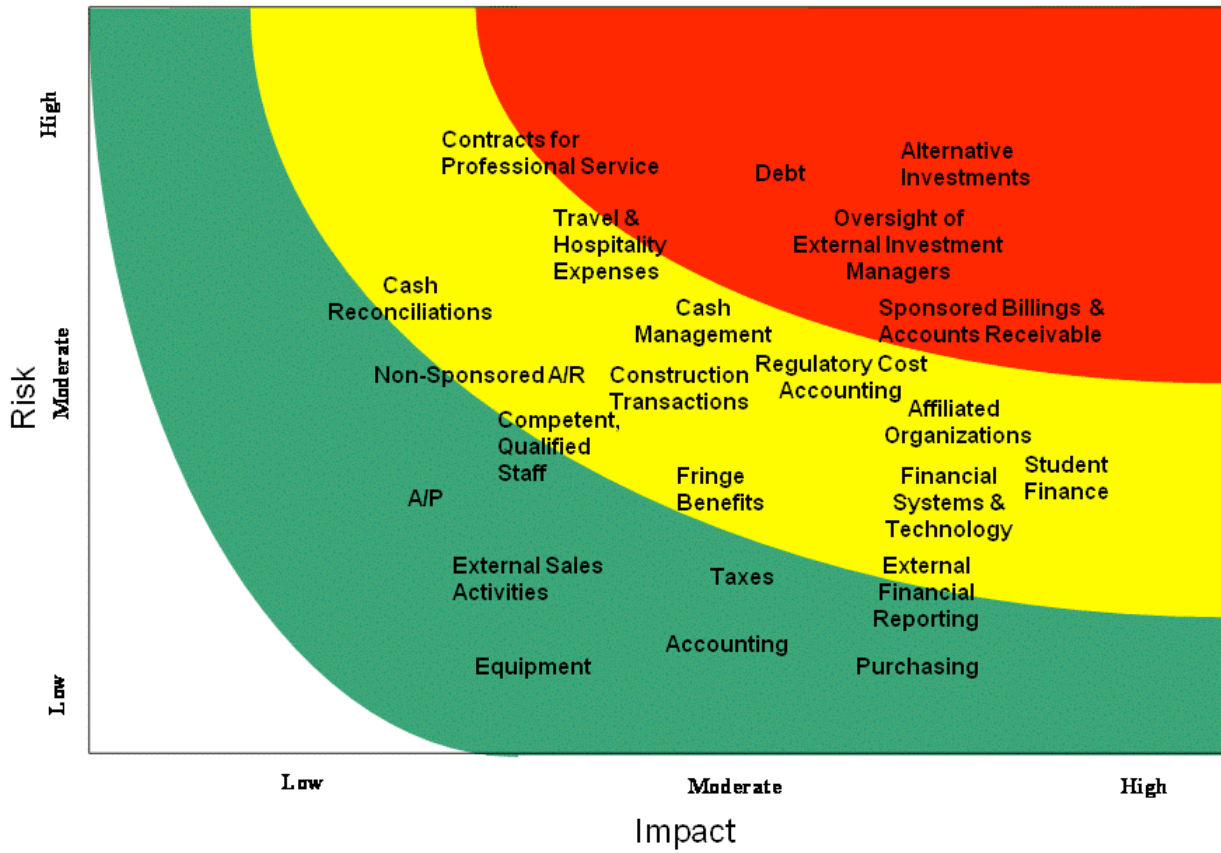 High
Moderate
Low
Risk
Contracts for
Professional Service
Debt
Alternative
Investments
Travel &
Hospitality
Expenses
Oversight of
External Investment
Managers
Cash
Reconciliations
Cash
Management
Sponsored Billings &
Accounts Receivable
Non-Sponsored A/R
Construction
Transactions
Regulatory Cost
Accounting
Competent,
Qualified
Staff
Affiliated
Organizations
A/P
Fringe
Benefits
Financial
Systems &
Technology
Student
Finance
External Sales
Activities
Taxes
External
Financial
Reporting
Equipment
Accounting
Purchasing
Low
Moderate
High
Impact